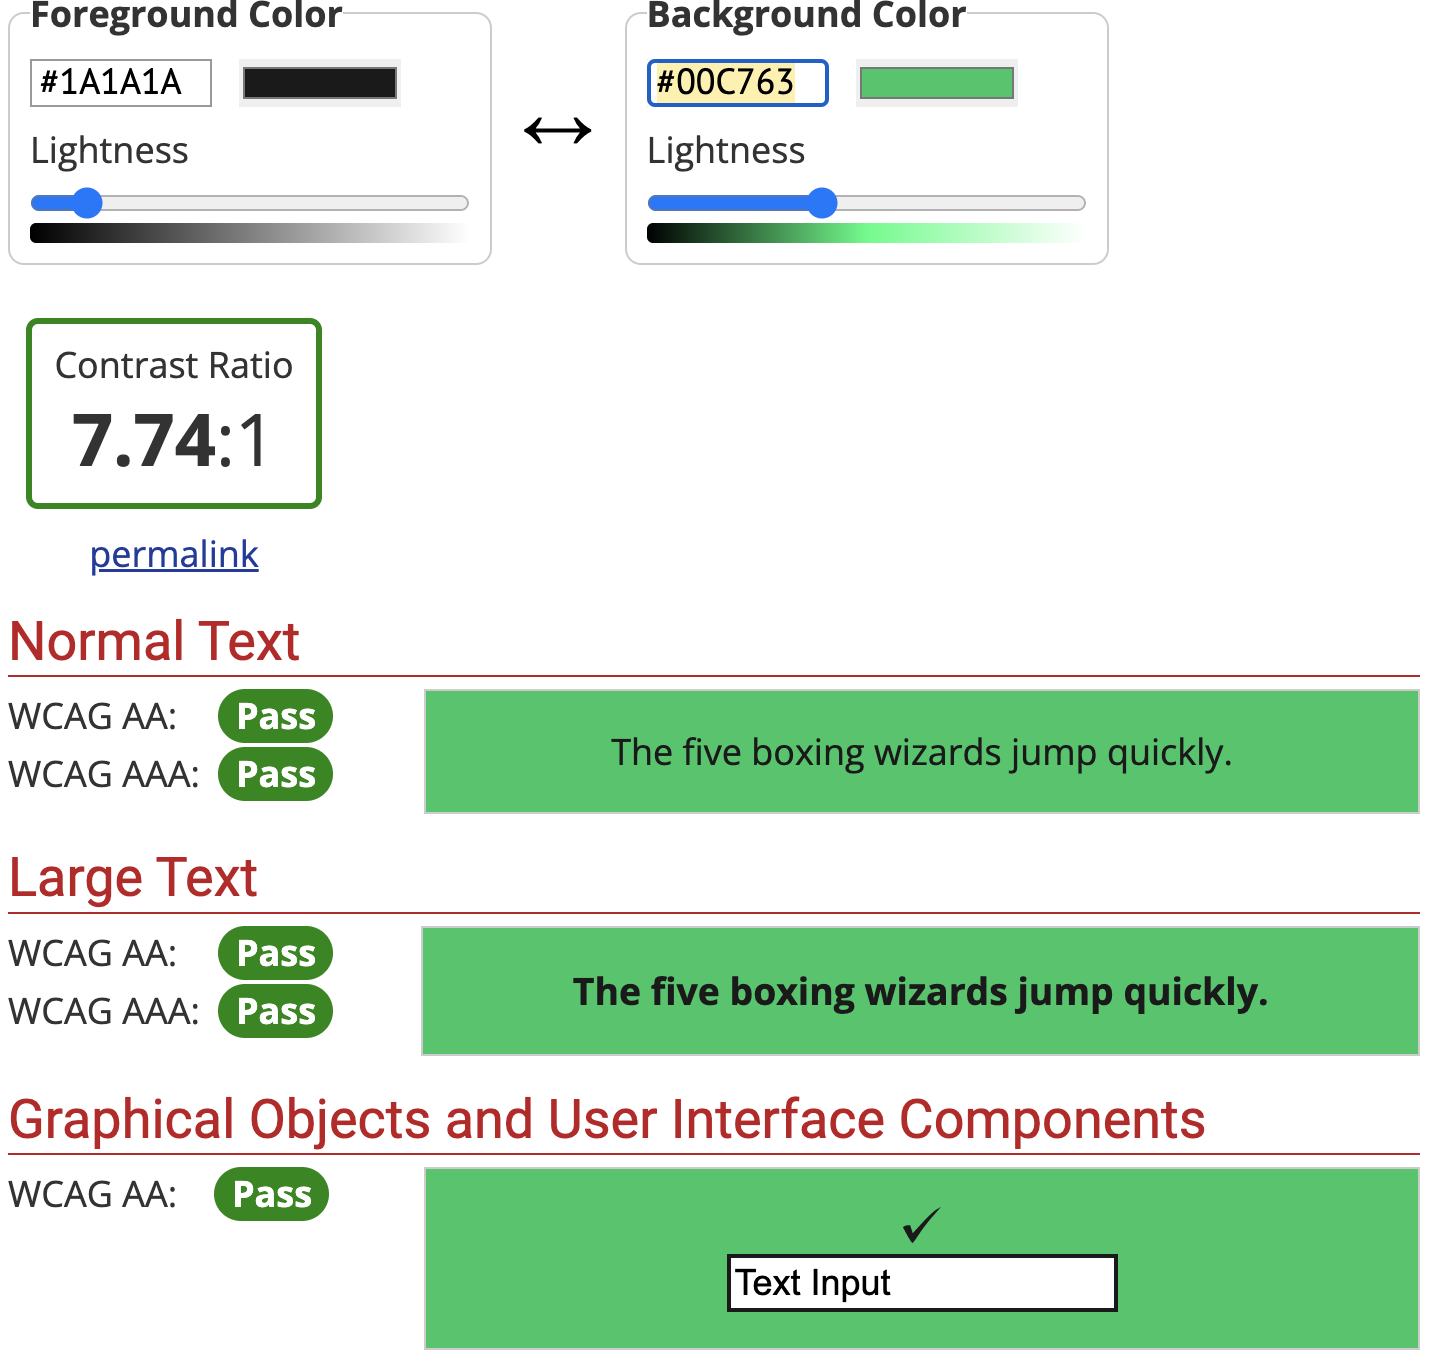 Foreground Color
#1A1A1A
Lightness
Background Color
#00C763
Lightness
Contrast Ratio
7.74:1
permalink
Normal Text
WCAG AA: Pass
WCAG AAA: Pass
The five boxing wizards jump quickly.
Large Text
WCAG AA: Pass
WCAG AAA: Pass
The five boxing wizards jump quickly.
Graphical Objects and User Interface Components
WCAG AA: Pass
Text Input